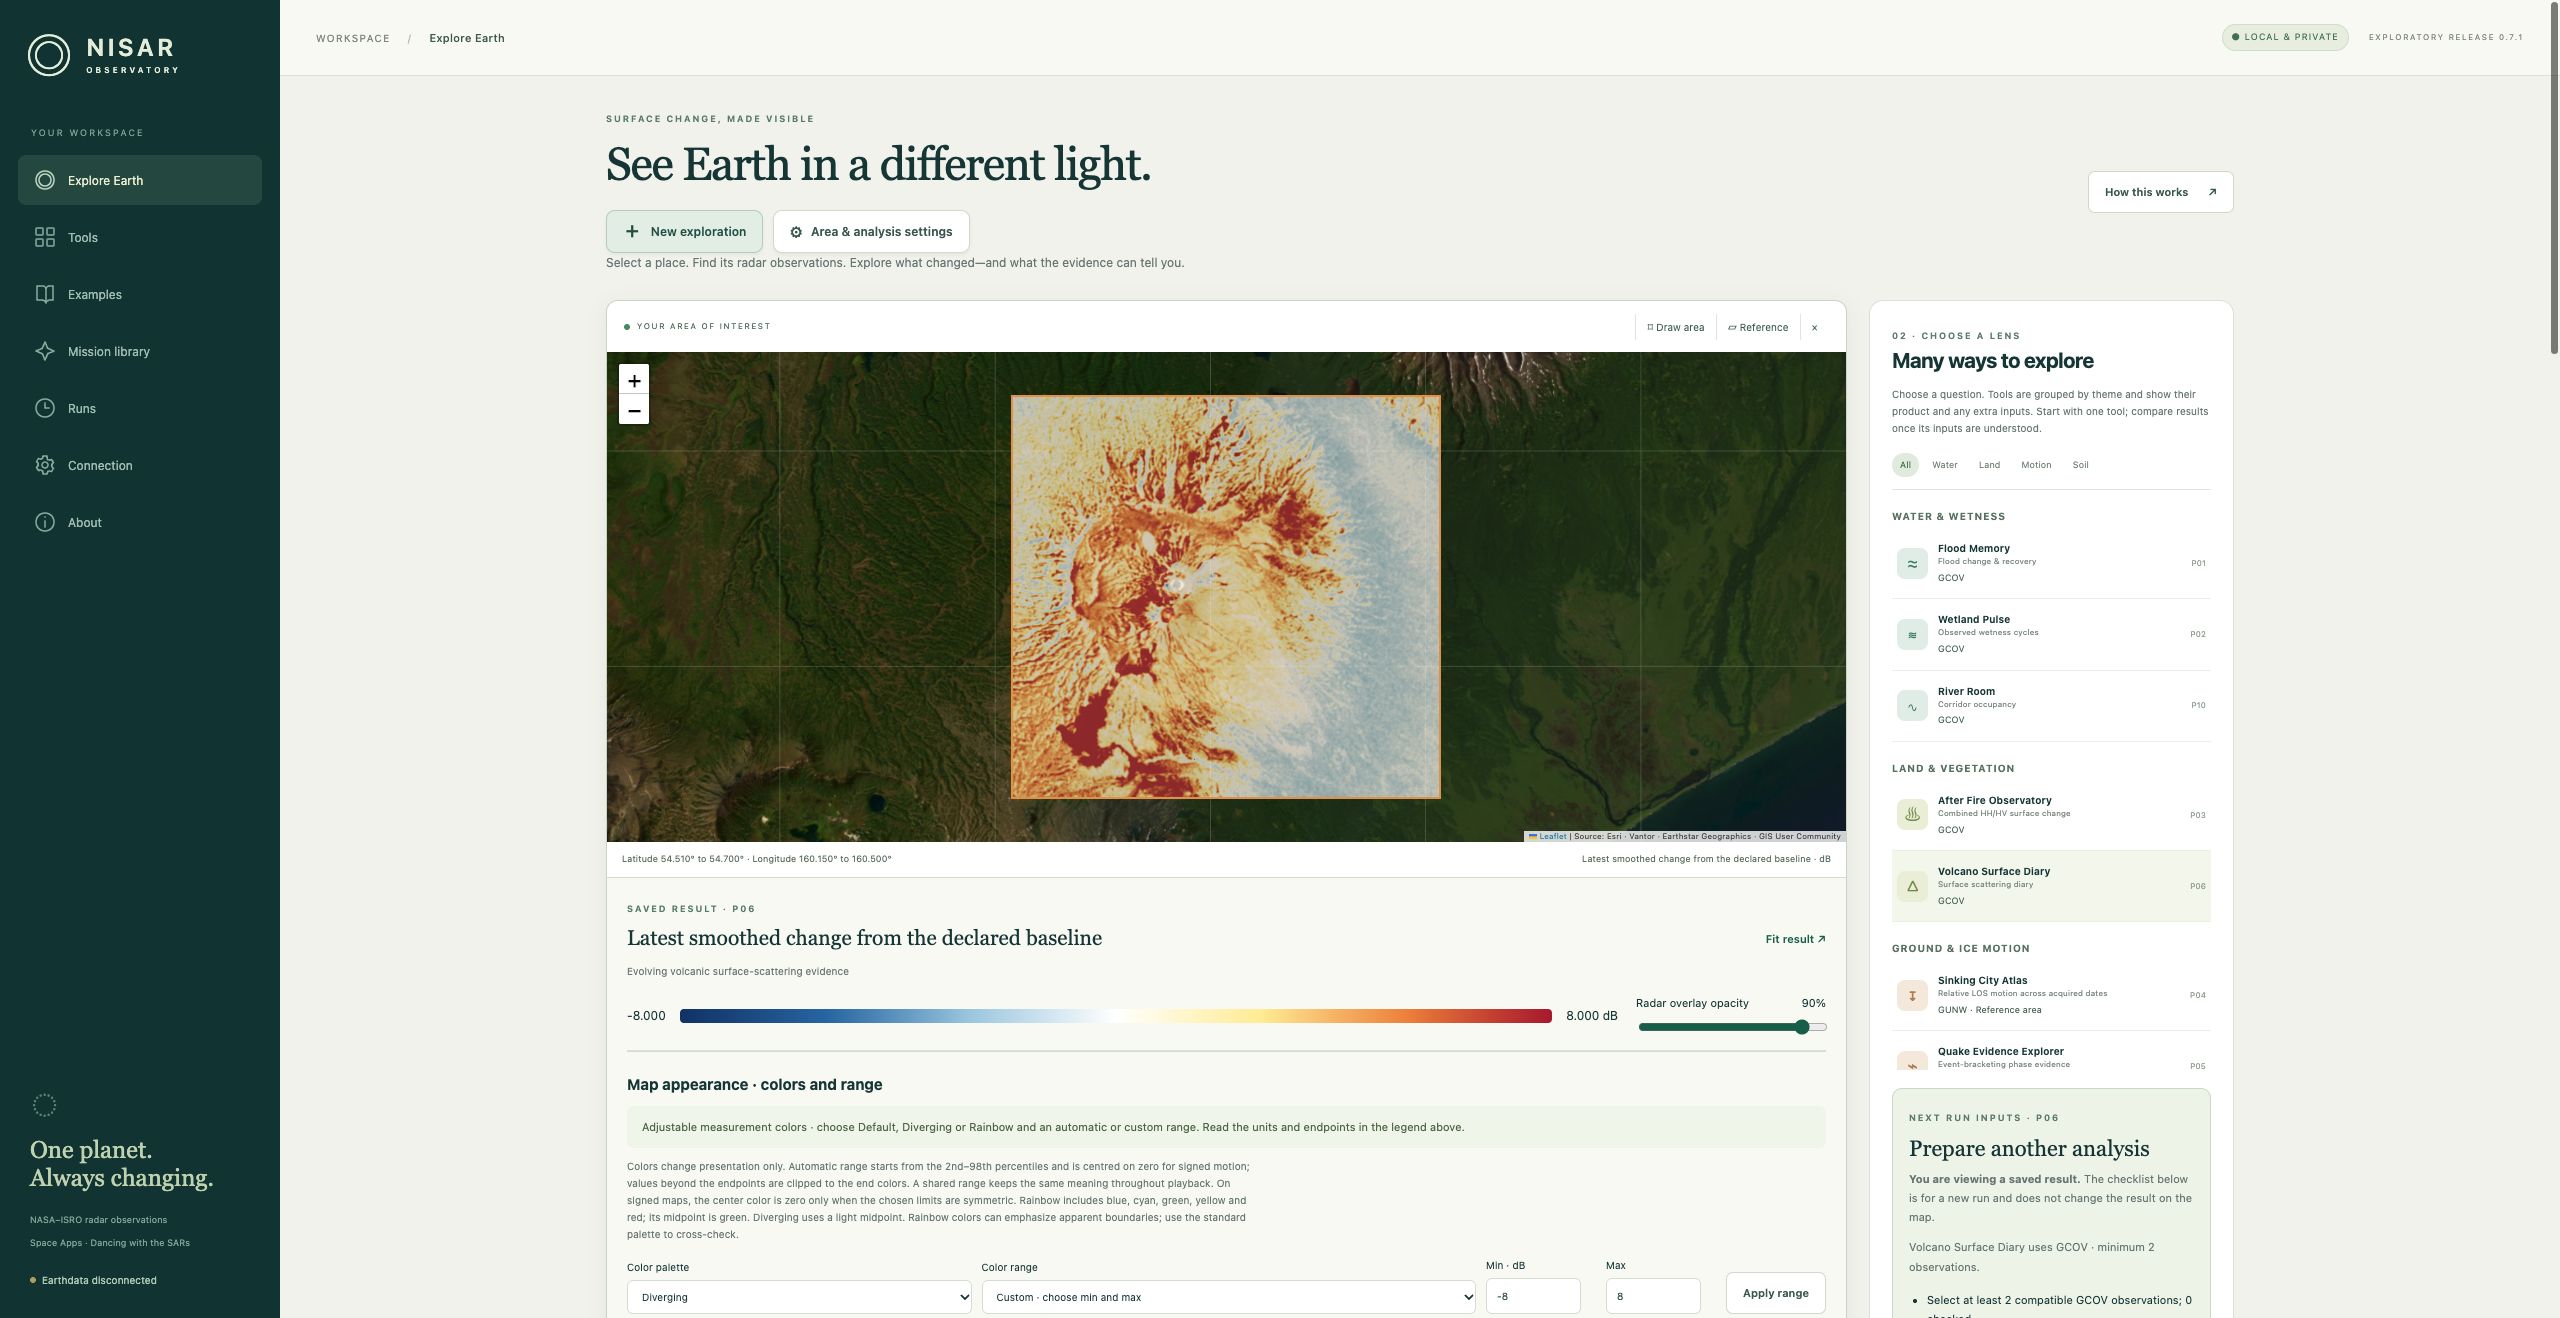 NISAR
OBSERVATORY
YOUR WORKSPACE
Explore Earth
Tools
Examples
Mission library
Runs
Connection
About
One planet.
Always changing.
NASA–ISRO radar observations
Space Apps · Dancing with the SARs
Earthdata disconnected
WORKSPACE / Explore Earth
LOCAL & PRIVATE
EXPLORATORY RELEASE 0.7.1
SURFACE CHANGE, MADE VISIBLE
See Earth in a different light.
+ New exploration
⚙ Area & analysis settings
How this works ↗
Select a place. Find its radar observations. Explore what changed—and what the evidence can tell you.
YOUR AREA OF INTEREST
Draw area
Reference
×
+
−
Leaflet | Source: Esri · Vantor · Earthstar Geographics · GIS User Community
Latitude 54.510° to 54.700° · Longitude 160.150° to 160.500°
Latest smoothed change from the declared baseline · dB
SAVED RESULT · P06
Latest smoothed change from the declared baseline
Fit result ↗
Evolving volcanic surface-scattering evidence
-8.000
8.000 dB
Radar overlay opacity 90%
Map appearance · colors and range
Adjustable measurement colors · choose Default, Diverging or Rainbow and an automatic or custom range. Read the units and endpoints in the legend above.
Colors change presentation only. Automatic range starts from the 2nd–98th percentiles and is centred on zero for signed motion;
values beyond the endpoints are clipped to the end colors. A shared range keeps the same meaning throughout playback. On
signed maps, the center color is zero only when the chosen limits are symmetric. Rainbow includes blue, cyan, green, yellow and
red; its midpoint is green. Diverging uses a light midpoint. Rainbow colors can emphasize apparent boundaries; use the standard
palette to cross-check.
Color palette
Diverging
Color range
Custom · choose min and max
Min · dB
-8
Max
8
Apply range
02 · CHOOSE A LENS
Many ways to explore
Choose a question. Tools are grouped by theme and show their
product and any extra inputs. Start with one tool; compare results
once its inputs are understood.
All Water Land Motion Soil
WATER & WETNESS
Flood Memory
Flood change & recovery
GCOV
P01
Wetland Pulse
Observed wetness cycles
GCOV
P02
River Room
Corridor occupancy
GCOV
P10
LAND & VEGETATION
After Fire Observatory
Combined HH/HV surface change
GCOV
P03
Volcano Surface Diary
Surface scattering diary
GCOV
P06
GROUND & ICE MOTION
Sinking City Atlas
Relative LOS motion across acquired dates
GUNW · Reference area
P04
Quake Evidence Explorer
Event-bracketing phase evidence
P05
NEXT RUN INPUTS · P06
Prepare another analysis
You are viewing a saved result. The checklist below
is for a new run and does not change the result on the
map.
Volcano Surface Diary uses GCOV · minimum 2
observations.
• Select at least 2 compatible GCOV observations; 0